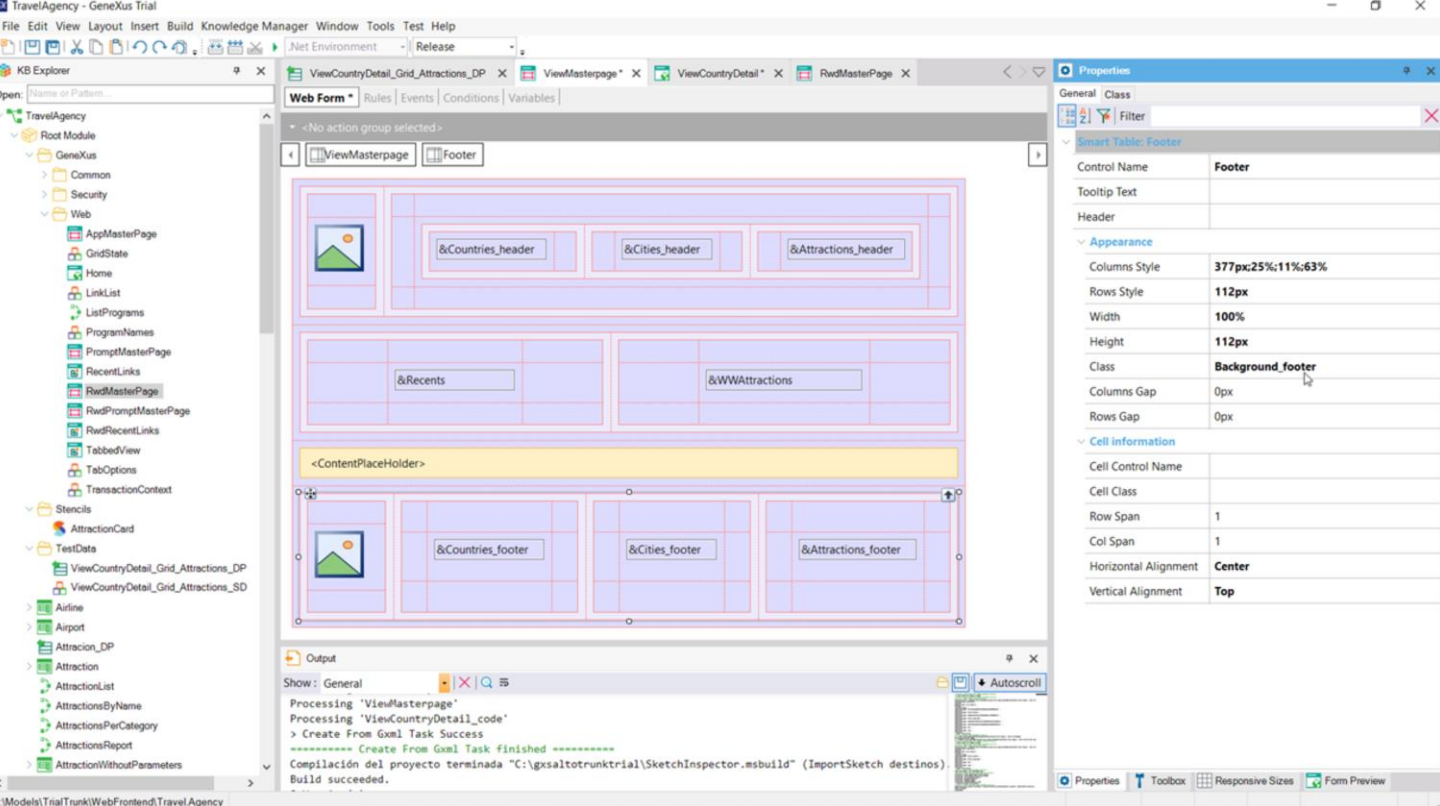 TravelAgency - GeneXus Trial
File Edit View Layout Insert Build Knowledge Manager Window Tools Test Help
.Net Environment Release
KB Explorer
Open: Name or Pattern...
TravelAgency
Root Module
GeneXus
Common
Security
Web
AppMasterPage
GridState
Home
LinkList
ListPrograms
ProgramNames
PromptMasterPage
RecentLinks
RwdMasterPage
RwdPromptMasterPage
RwdRecentLinks
TabbedView
TabOptions
TransactionContext
Stencils
AttractionCard
TestData
ViewCountryDetail_Grid_Attractions_DP
ViewCountryDetail_Grid_Attractions_SD
Airline
Airport
Attracion_DP
Attraction
AttractionList
AttractionsByName
AttractionsPerCategory
AttractionsReport
AttractionWithoutParameters
ViewCountryDetail_Grid_Attractions_DP ViewMasterpage * ViewCountryDetail * RwdMasterPage
Web Form * Rules Events Conditions Variables
<No action group selected>
ViewMasterpage Footer
&Countries_header &Cities_header &Attractions_header
&Recents &WWAttractions
<ContentPlaceHolder>
&Countries_footer &Cities_footer &Attractions_footer
Output
Show: General Autoscroll
Processing 'ViewMasterpage'
Processing 'ViewCountryDetail_code'
> Create From Gxml Task Success
========== Create From Gxml Task finished ==========
Compilación del proyecto terminada "C:\gxsaltotrunktrial\SketchInspector.msbuild" (ImportSketch destinos).
Build succeeded.
Properties
General Class
Filter
Smart Table: Footer
Control Name Footer
Tooltip Text
Header
Appearance
Columns Style 377px;25%;11%;63%
Rows Style 112px
Width 100%
Height 112px
Class Background_footer
Columns Gap 0px
Rows Gap 0px
Cell information
Cell Control Name
Cell Class
Row Span 1
Col Span 1
Horizontal Alignment Center
Vertical Alignment Top
Properties Toolbox Responsive Sizes Form Preview
:\Models\TrialTrunk\WebFrontend\Travel.Agency